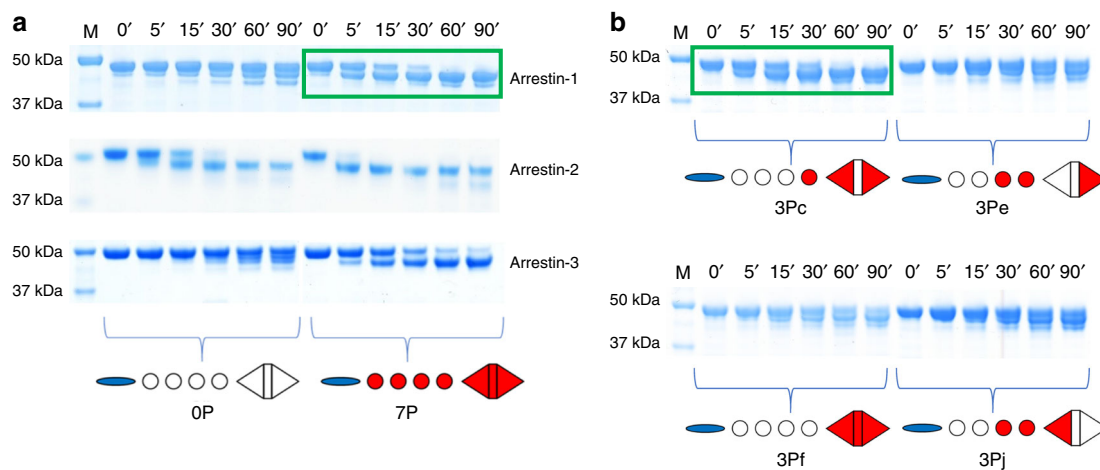 a
M 0′ 5′ 15′ 30′ 60′ 90′ 0′ 5′ 15′ 30′ 60′ 90′
50 kDa
37 kDa
Arrestin-1
50 kDa
37 kDa
Arrestin-2
50 kDa
37 kDa
Arrestin-3
0P 7P
b
M 0′ 5′ 15′ 30′ 60′ 90′ 0′ 5′ 15′ 30′ 60′ 90′
50 kDa
37 kDa
3Pc 3Pe
M 0′ 5′ 15′ 30′ 60′ 90′ 0′ 5′ 15′ 30′ 60′ 90′
50 kDa
37 kDa
3Pf 3Pj